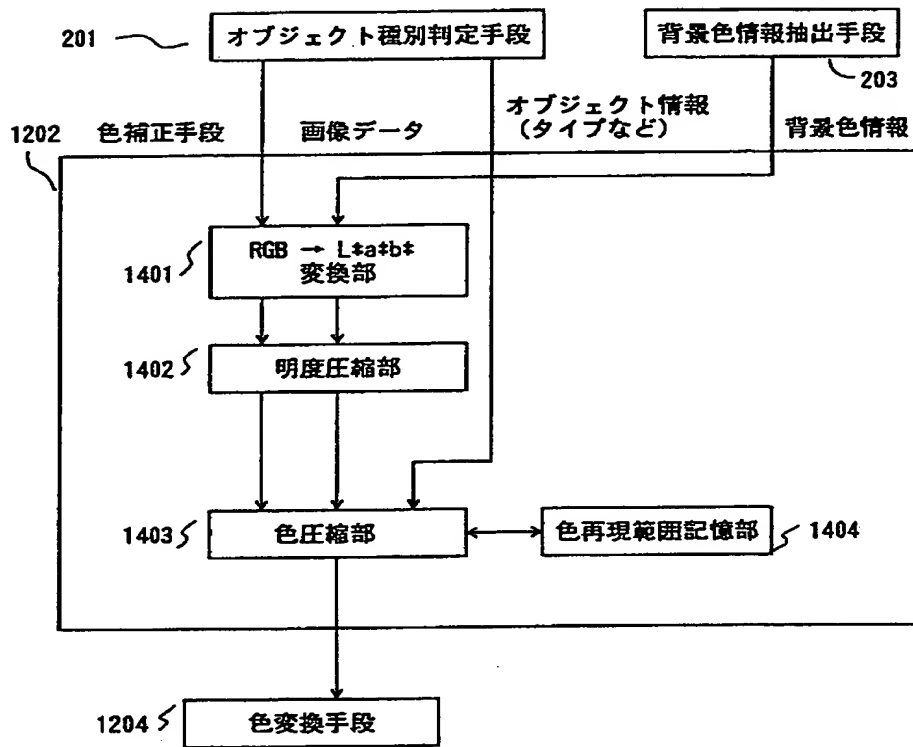 201
オブジェクト種別判定手段
背景色情報抽出手段
203
1202
色補正手段
画像データ
オブジェクト情報
(タイプなど)
背景色情報
RGB → L*a*b*
変換部
1401
1402
明度圧縮部
1403
色圧縮部
色再現範囲記憶部
1404
1204
色変換手段